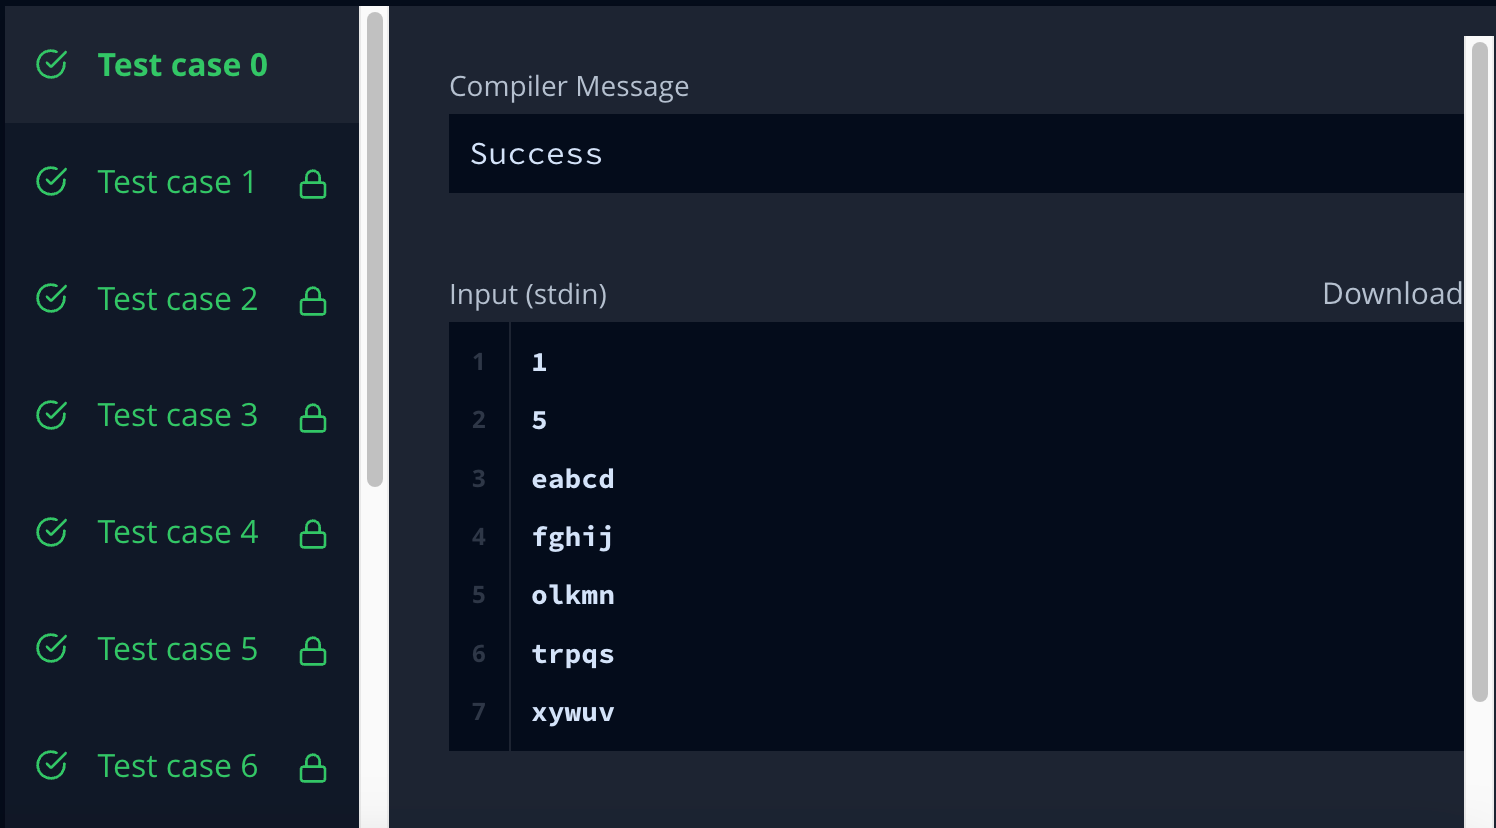 Test case 0
Test case 1
Test case 2
Test case 3
Test case 4
Test case 5
Test case 6
Compiler Message
Success
Input (stdin)
Download
1 1
2 5
3 eabcd
4 fghij
5 olkmn
6 trpqs
7 xywuv